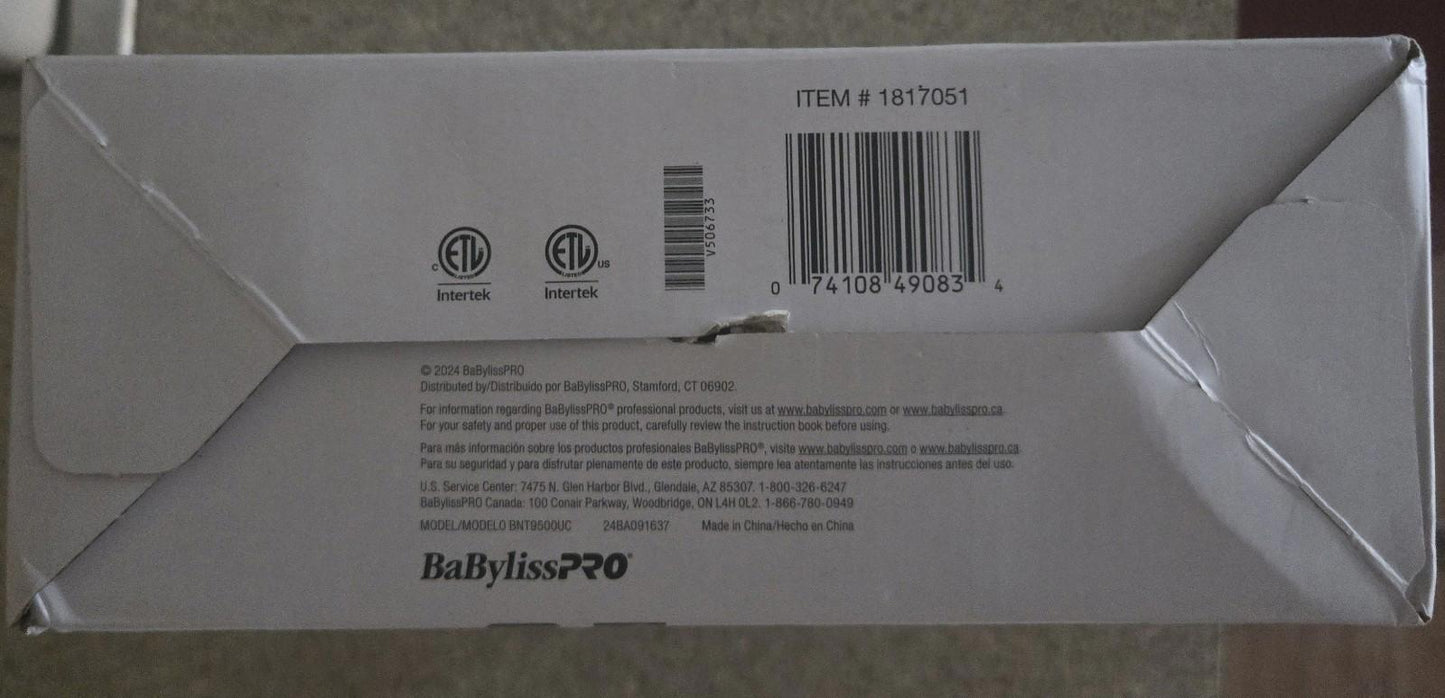 ITEM # 1817051
V506733
0 74108 49083 4
C ETL LISTED Intertek
ETL LISTED US Intertek
© 2024 BaBylissPRO
Distributed by/Distribuido por BaBylissPRO, Stamford, CT 06902.
For information regarding BaBylissPRO® professional products, visit us at www.babylisspro.com or www.babylisspro.ca.
For your safety and proper use of this product, carefully review the instruction book before using.
Para más información sobre los productos profesionales BaBylissPRO®, visite www.babylisspro.com o www.babylisspro.ca.
Para su seguridad y para disfrutar plenamente de este producto, siempre lea atentamente las instrucciones antes del uso.
U.S. Service Center: 7475 N. Glen Harbor Blvd., Glendale, AZ 85307. 1-800-326-6247
BaBylissPRO Canada: 100 Conair Parkway, Woodbridge, ON L4H 0L2. 1-866-780-0949
MODEL/MODELO BNT9500UC 24BA091637 Made in China/Hecho en China
BaBylissPRO®